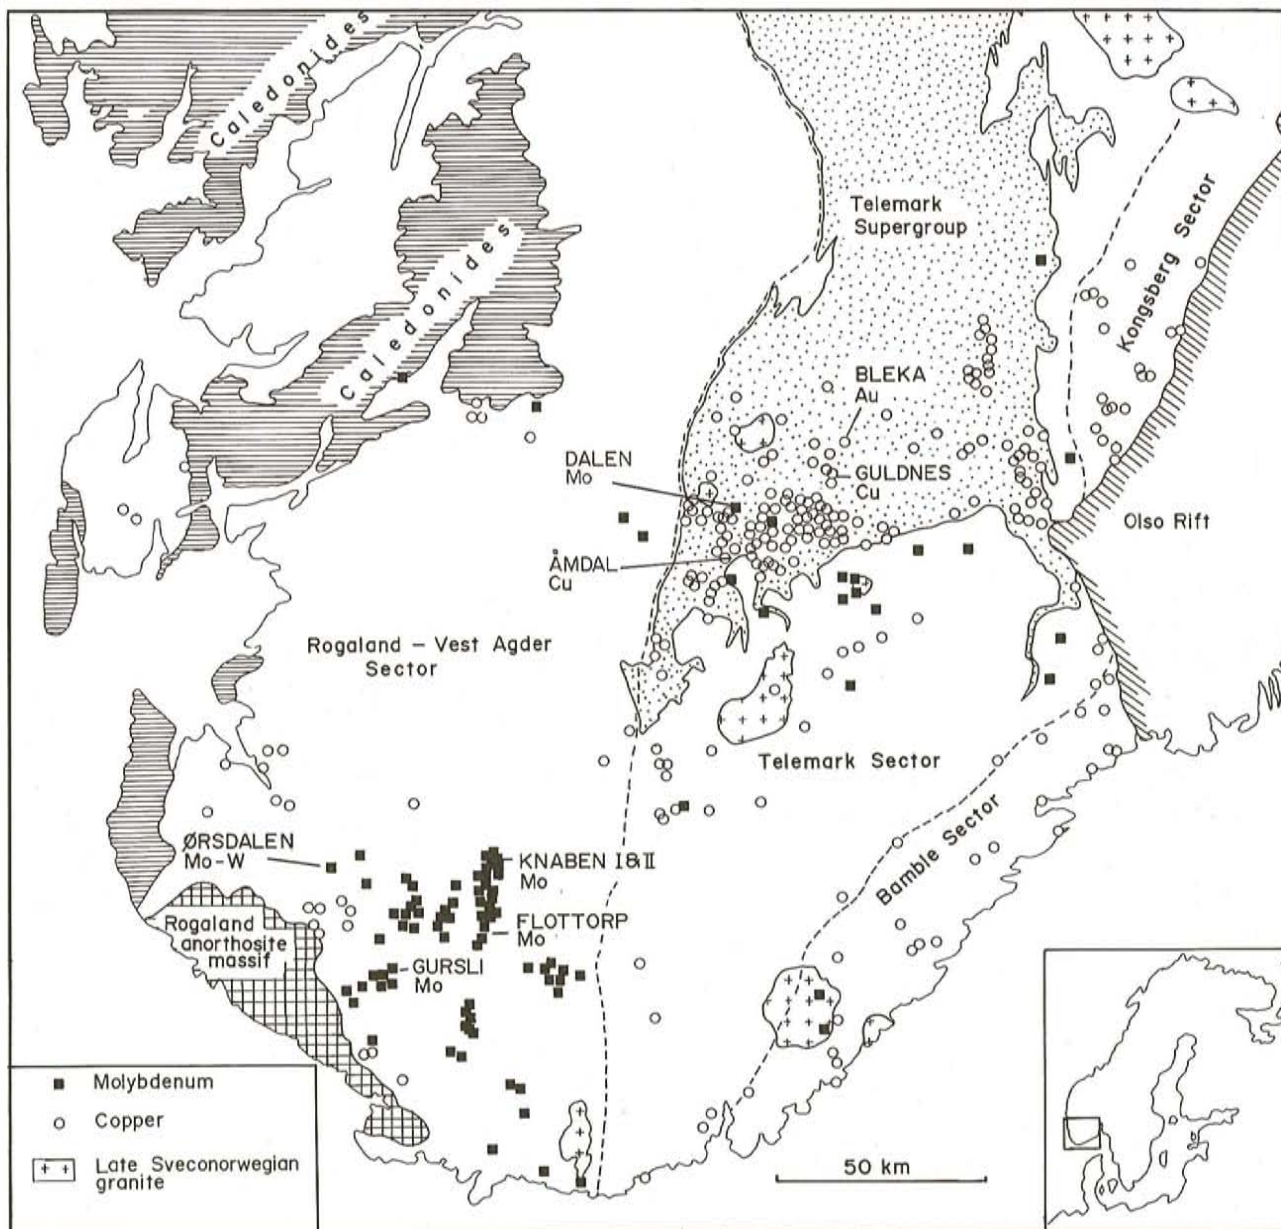 Caledonides
Caledonides
Telemark
Supergroup
Kongsberg Sector
BLEKA
Au
DALEN
Mo
GULDNES
Cu
Olso Rift
ÅMDAL
Cu
Rogaland – Vest Agder
Sector
Telemark Sector
Bamble Sector
ØRSDALEN
Mo-W
KNABEN I&II
Mo
FLOTTORP
Mo
Rogaland
anorthosite
massif
GURSLI
Mo
Molybdenum
Copper
Late Sveconorwegian
granite
50 km